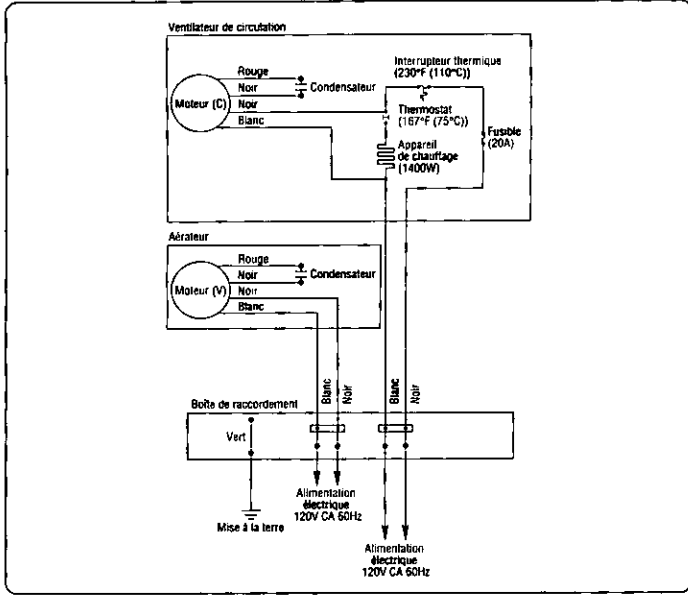 Ventilateur de circulation
Rouge
Noir
Condensateur
Moteur (C)
Noir
Blanc
Interrupteur thermique
(230°F (110°C))
Thermostat
(167°F (75°C))
Fusible
(20A)
Appareil
de chauffage
(1400W)
Aérateur
Rouge
Noir
Condensateur
Moteur (V)
Noir
Blanc
Blanc
Noir
Blanc
Noir
Boîte de raccordement
Vert
Mise à la terre
Alimentation
électrique
120V CA 60Hz
Alimentation
électrique
120V CA 60Hz